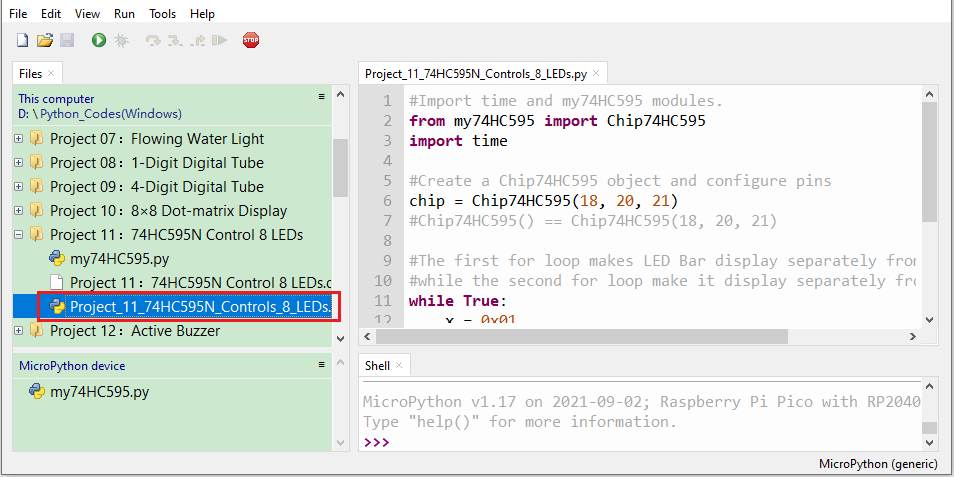 File Edit View Run Tools Help
STOP
Files ×
This computer
D: \ Python_Codes(Windows)
Project 07：Flowing Water Light
Project 08：1-Digit Digital Tube
Project 09：4-Digit Digital Tube
Project 10：8×8 Dot-matrix Display
Project 11：74HC595N Control 8 LEDs
my74HC595.py
Project 11：74HC595N Control 8 LEDs.c
Project_11_74HC595N_Controls_8_LEDs.
Project 12：Active Buzzer
MicroPython device
my74HC595.py
Project_11_74HC595N_Controls_8_LEDs.py ×
1 #Import time and my74HC595 modules.
2 from my74HC595 import Chip74HC595
3 import time
4
5 #Create a Chip74HC595 object and configure pins
6 chip = Chip74HC595(18, 20, 21)
7 #Chip74HC595() == Chip74HC595(18, 20, 21)
8
9 #The first for loop makes LED Bar display separately from
10 #while the second for loop make it display separately fro
11 while True:
12 x = 0x01
Shell ×
MicroPython v1.17 on 2021-09-02; Raspberry Pi Pico with RP2040
Type "help()" for more information.
>>>
MicroPython (generic)